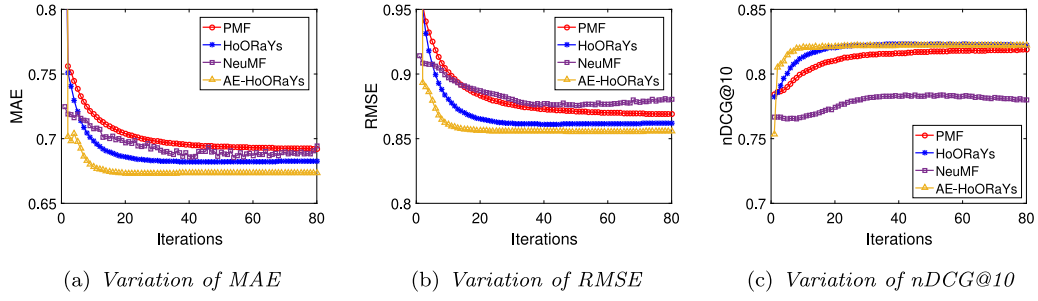 0.8
0.75
0.7
0.65
MAE
0
20
40
60
80
Iterations
PMF
HoORaYs
NeuMF
AE-HoORaYs
(a) Variation of MAE
0.95
0.9
0.85
0.8
RMSE
0
20
40
60
80
Iterations
PMF
HoORaYs
NeuMF
AE-HoORaYs
(b) Variation of RMSE
0.85
0.8
0.75
0.7
nDCG@10
0
20
40
60
80
Iterations
PMF
HoORaYs
NeuMF
AE-HoORaYs
(c) Variation of nDCG@10